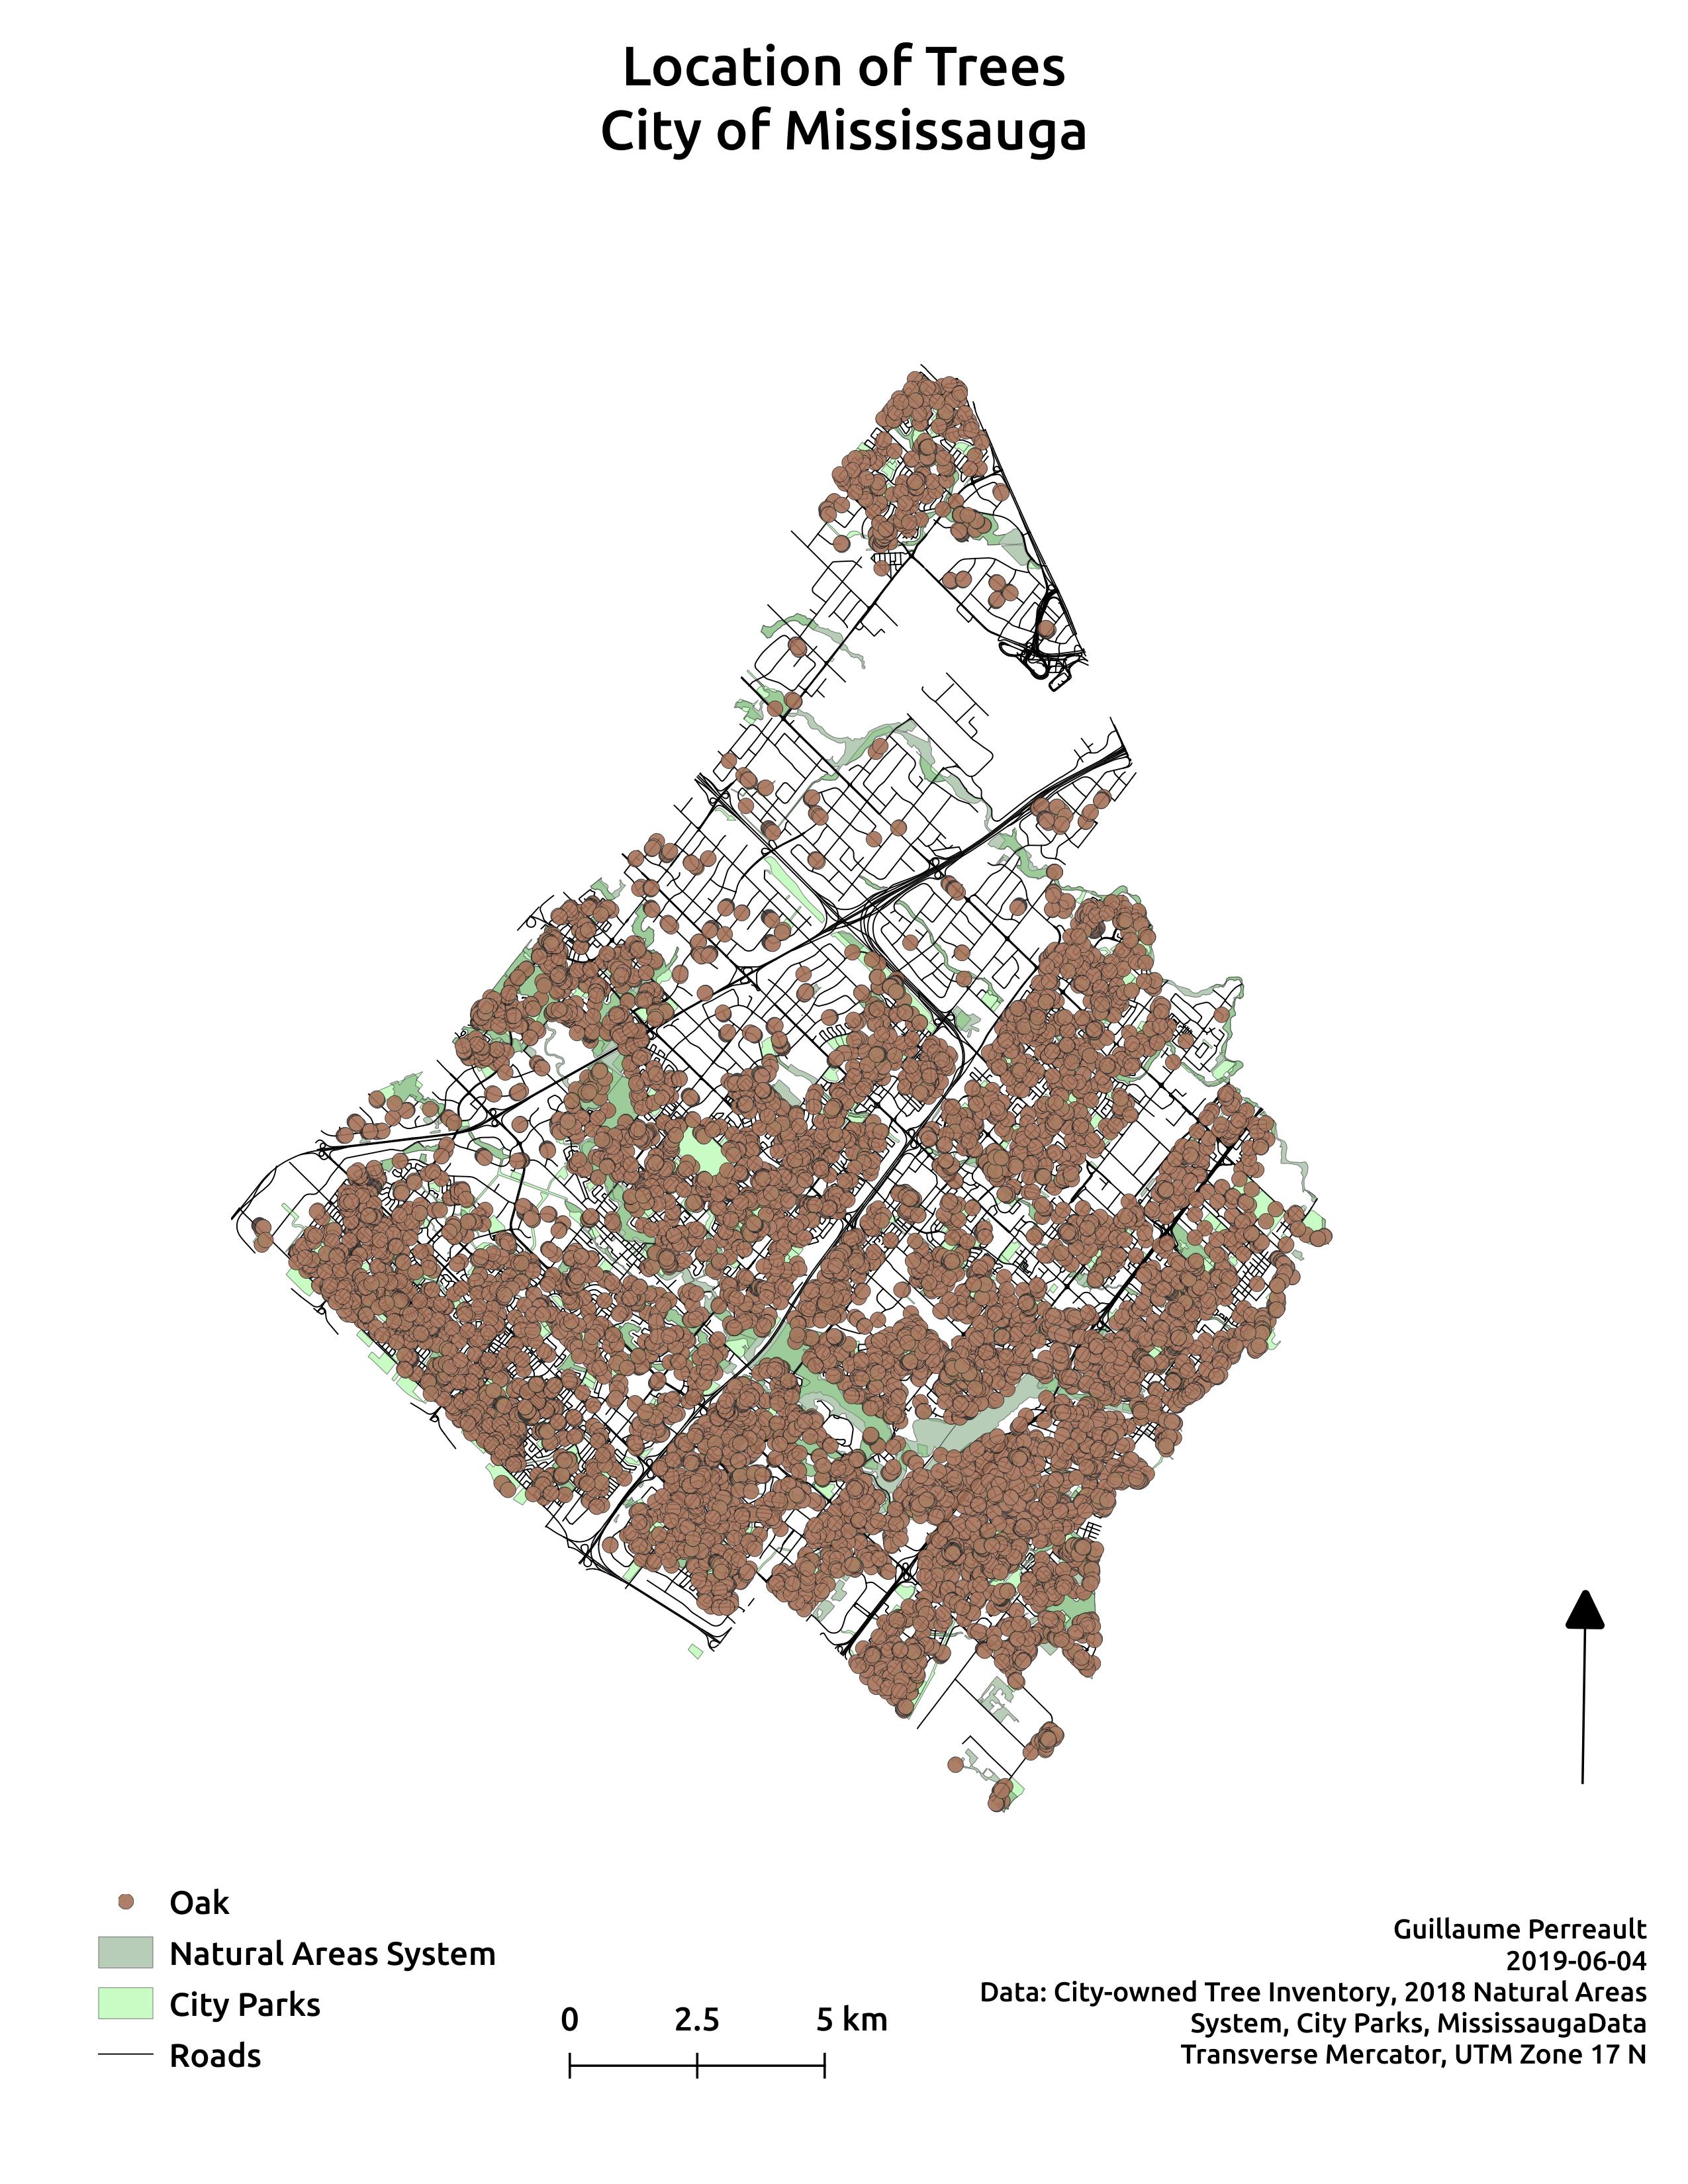 Location of Trees
City of Mississauga
Oak
Natural Areas System
City Parks
Roads
0 2.5 5 km
Guillaume Perreault
2019-06-04
Data: City-owned Tree Inventory, 2018 Natural Areas
System, City Parks, MississaugaData
Transverse Mercator, UTM Zone 17 N